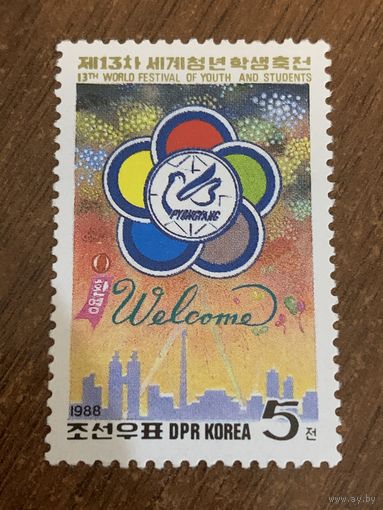 제13차 세계청년학생축전
13TH WORLD FESTIVAL OF YOUTH AND STUDENTS
13
PYONGYANG
Welcome
1988
조선우표 DPR KOREA 5 전
www.ay.by